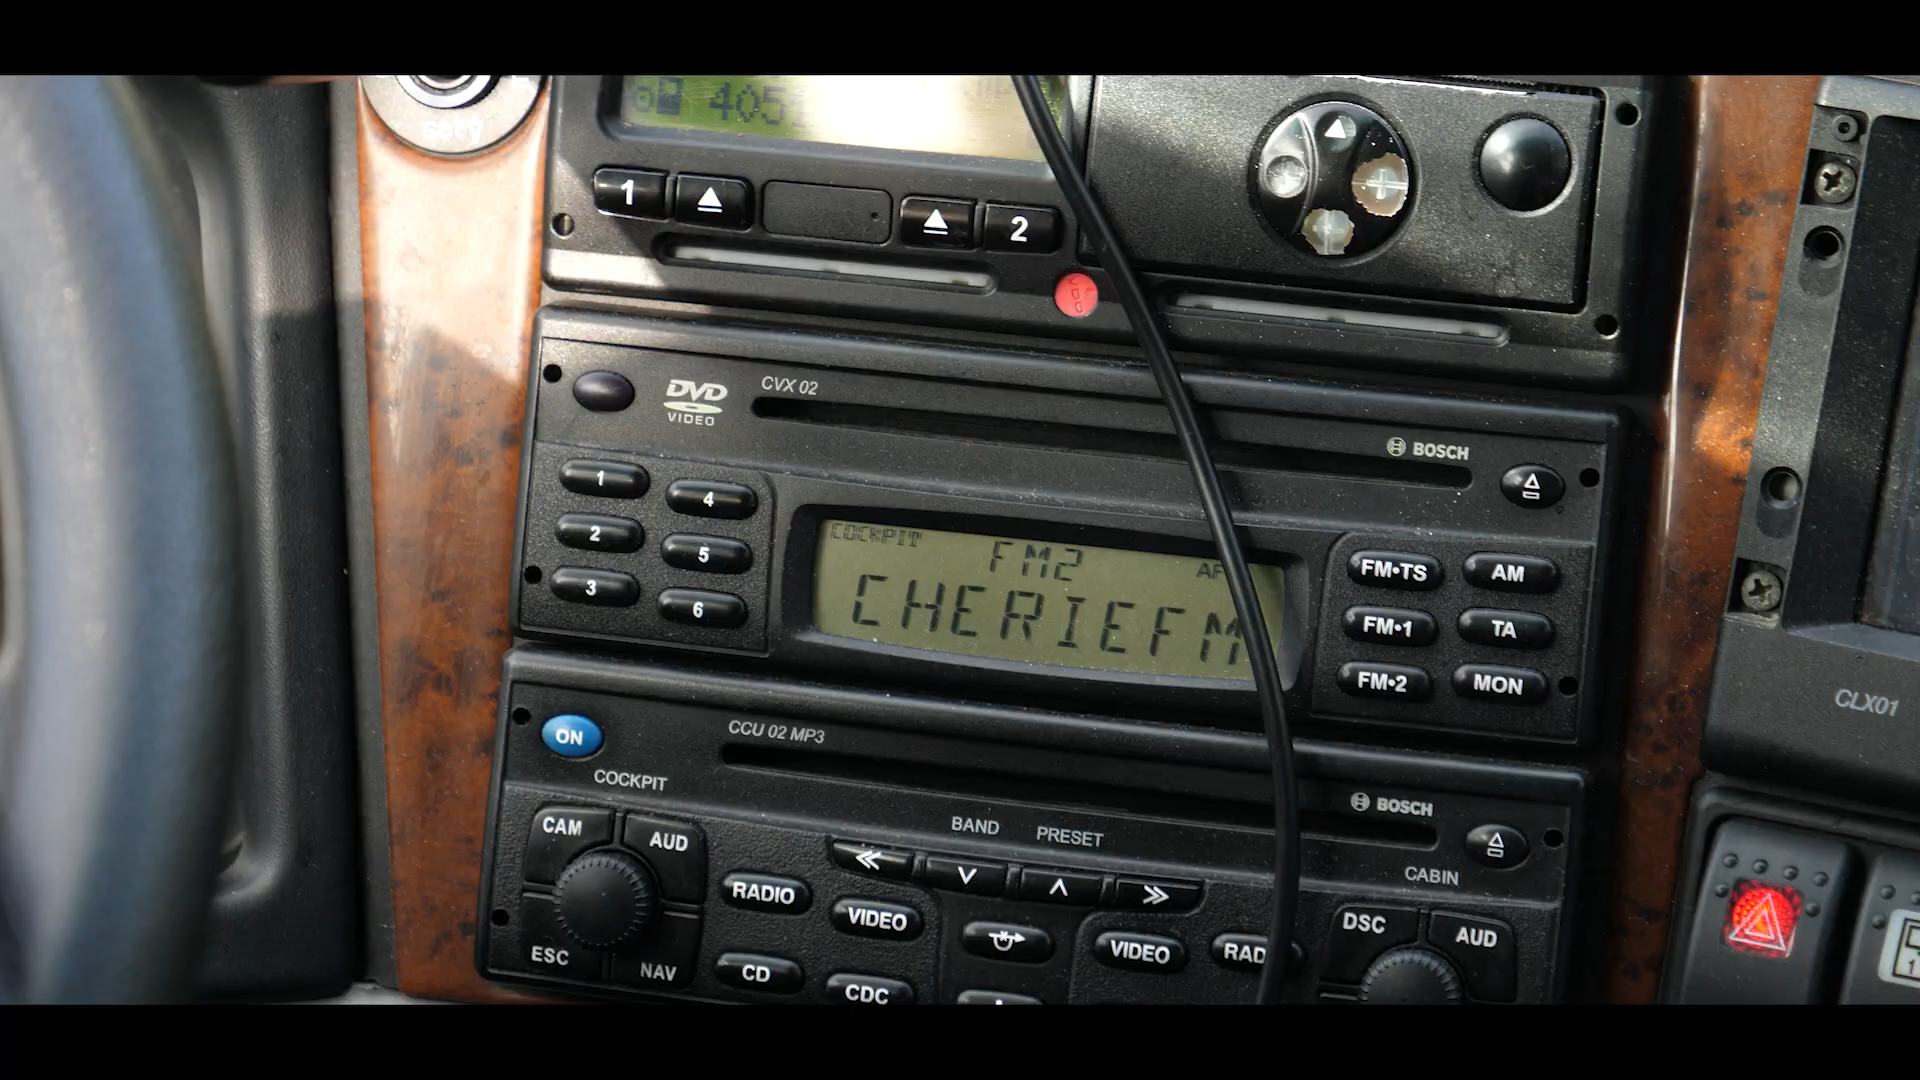 1
2
DVD
VIDEO
CVX 02
BOSCH
1
4
2
5
3
6
COCKPIT
FM2
AF
CHERIEFM
FM•TS
AM
FM•1
TA
FM•2
MON
CLX01
ON
CCU 02 MP3
COCKPIT
BOSCH
BAND PRESET
CABIN
CAM
AUD
RADIO
VIDEO
VIDEO
DSC
AUD
ESC
NAV
CD
CDC